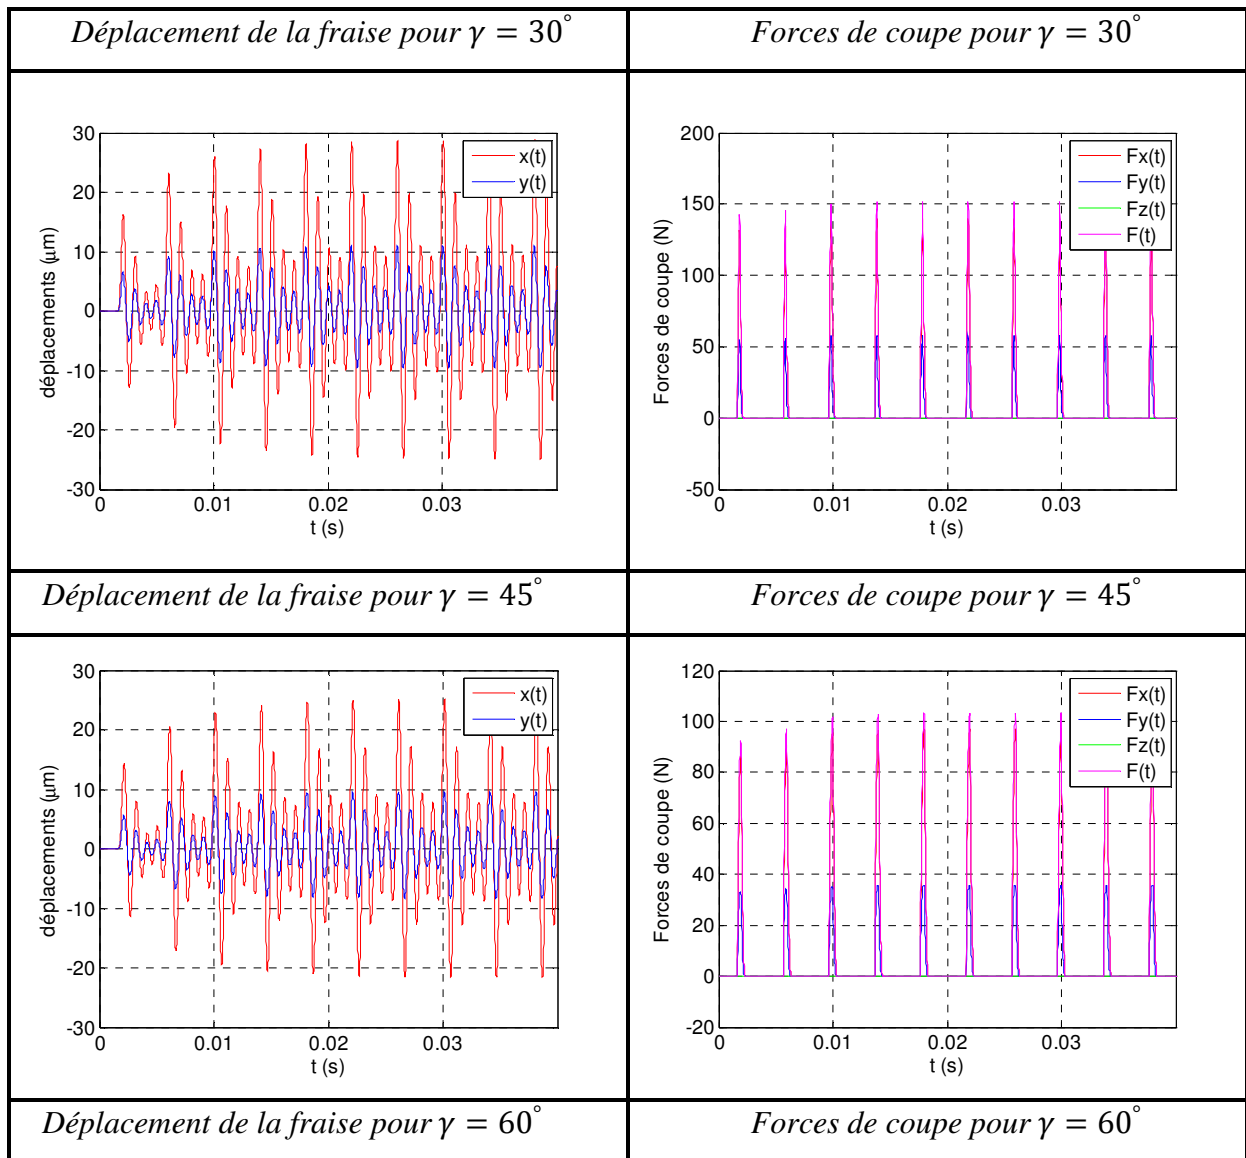 Déplacement de la fraise pour γ = 30°
Forces de coupe pour γ = 30°
déplacements (μm)
30
20
10
0
-10
-20
-30
x(t)
y(t)
0
0.01
0.02
0.03
t (s)
Forces de coupe (N)
200
150
100
50
0
-50
Fx(t)
Fy(t)
Fz(t)
F(t)
0
0.01
0.02
0.03
t (s)
Déplacement de la fraise pour γ = 45°
Forces de coupe pour γ = 45°
déplacements (μm)
30
20
10
0
-10
-20
-30
x(t)
y(t)
0
0.01
0.02
0.03
t (s)
Forces de coupe (N)
120
100
80
60
40
20
0
-20
Fx(t)
Fy(t)
Fz(t)
F(t)
0
0.01
0.02
0.03
t (s)
Déplacement de la fraise pour γ = 60°
Forces de coupe pour γ = 60°